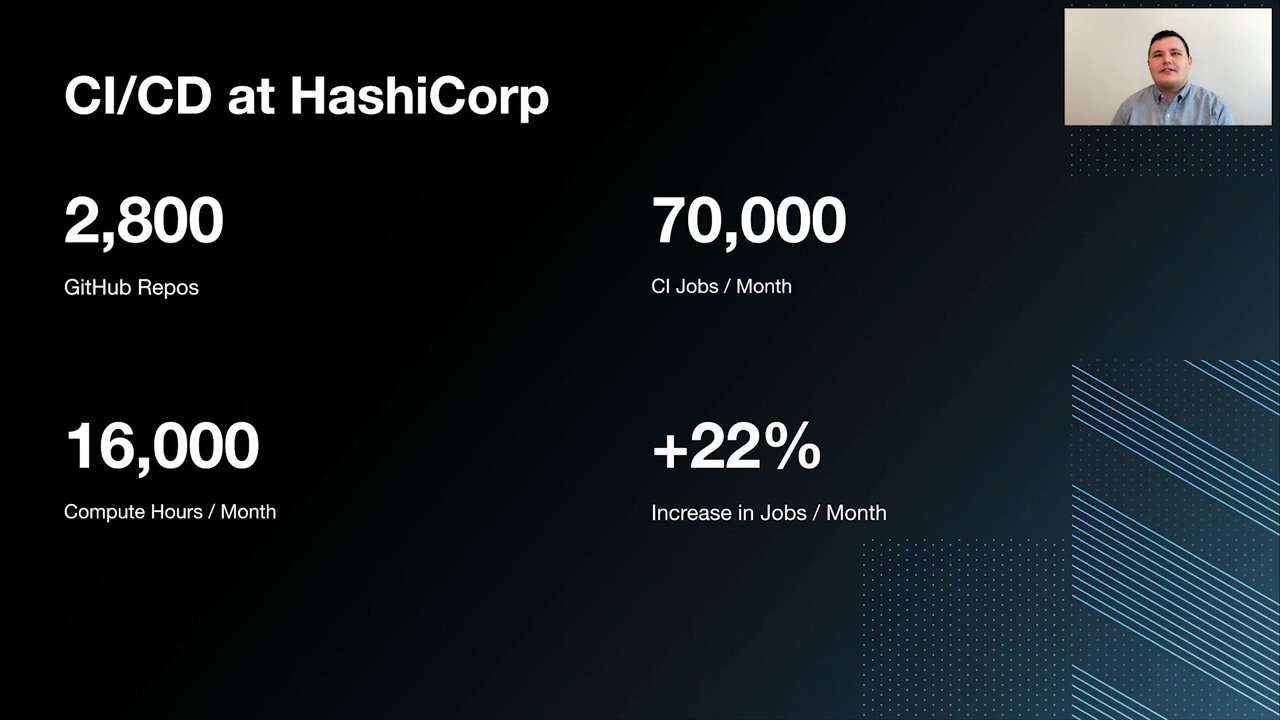 CI/CD at HashiCorp
2,800
GitHub Repos
70,000
CI Jobs / Month
16,000
Compute Hours / Month
+22%
Increase in Jobs / Month